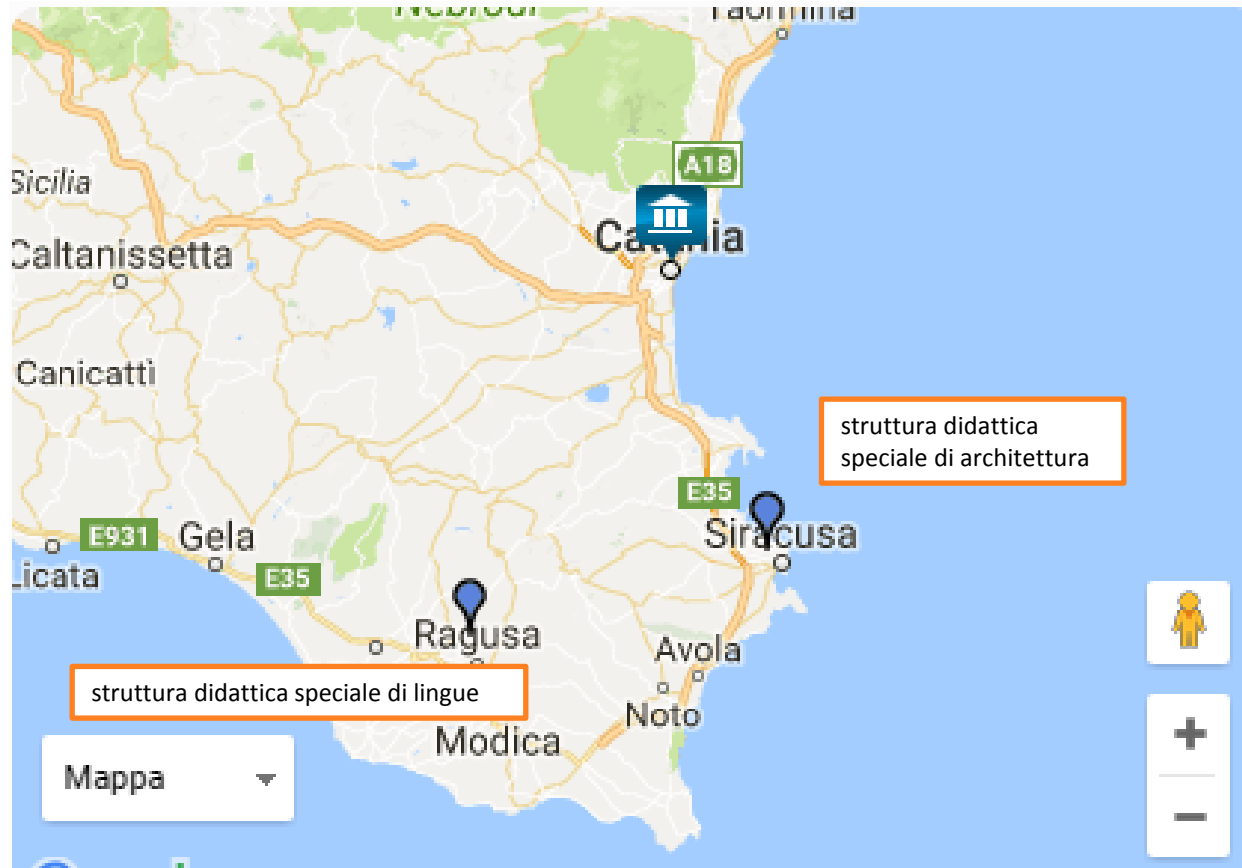 Nebrodi
Taormina
A18
Sicilia
Catania
Caltanissetta
Canicattì
struttura didattica
speciale di architettura
E35
Siracusa
E931
Gela
Licata
E35
Ragusa
Avola
struttura didattica speciale di lingue
Noto
Modica
Mappa